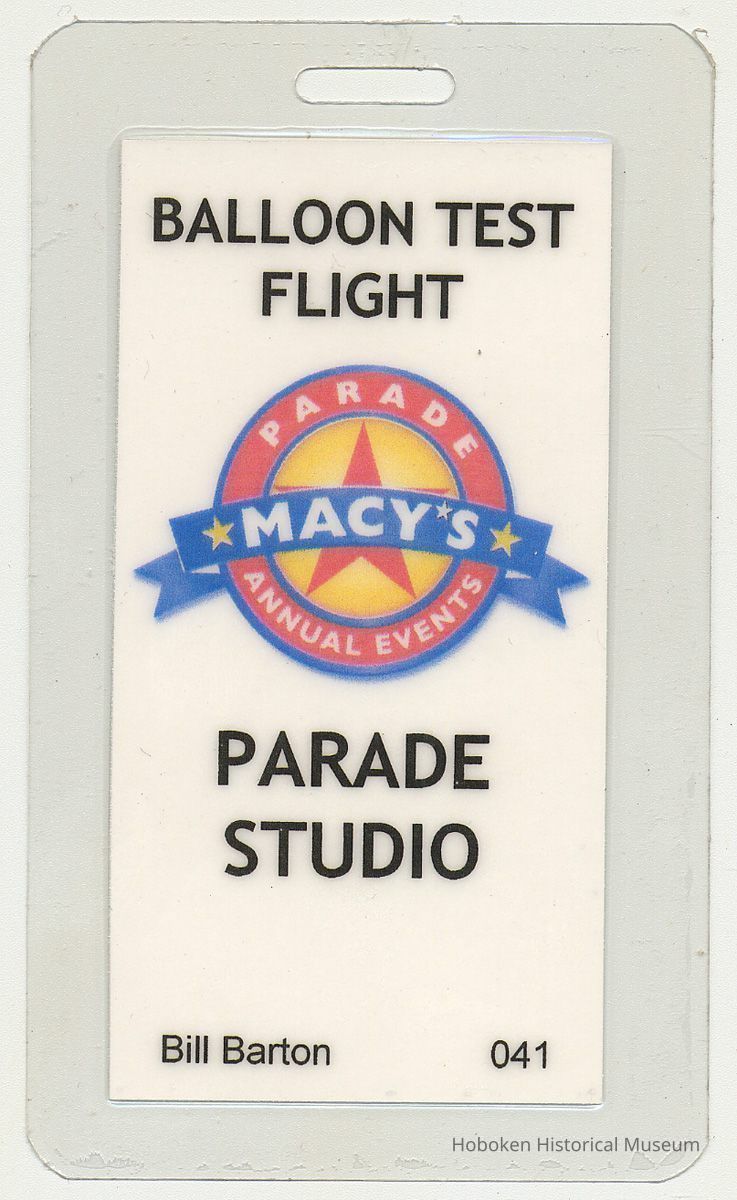 BALLOON TEST
FLIGHT
PARADE
MACY★S
ANNUAL EVENTS
PARADE
STUDIO
Bill Barton 041
Hoboken Historical Museum